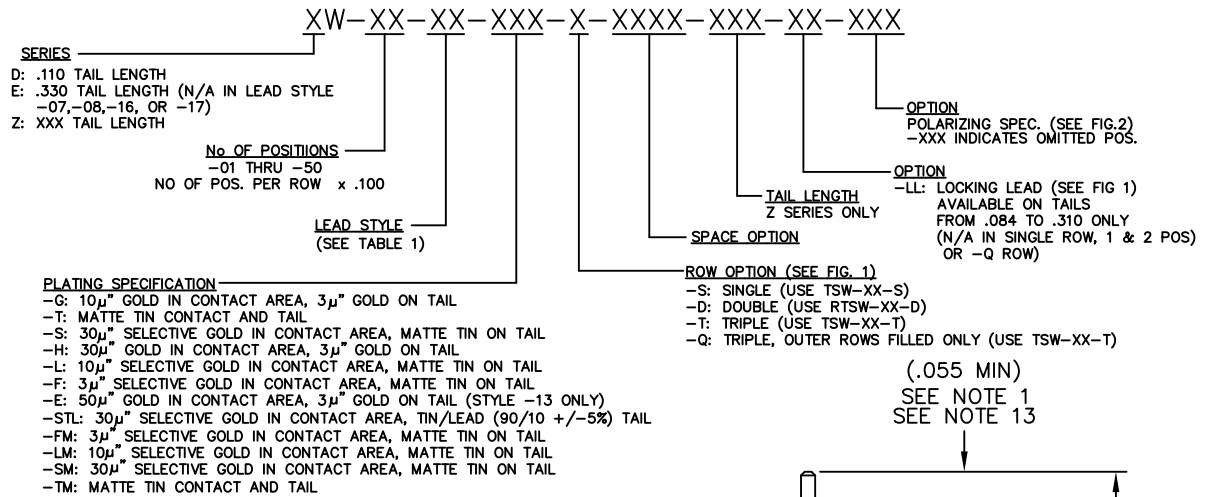 XW-XX-XX-XXX-X-XXXX-XXX-XX-XXX
SERIES
D: .110 TAIL LENGTH
E: .330 TAIL LENGTH (N/A IN LEAD STYLE
-07,-08,-16, OR -17)
Z: XXX TAIL LENGTH
No OF POSITIIONS
-01 THRU -50
NO OF POS. PER ROW x .100
LEAD STYLE
(SEE TABLE 1)
PLATING SPECIFICATION
-G: 10µ" GOLD IN CONTACT AREA, 3µ" GOLD ON TAIL
-T: MATTE TIN CONTACT AND TAIL
-S: 30µ" SELECTIVE GOLD IN CONTACT AREA, MATTE TIN ON TAIL
-H: 30µ" GOLD IN CONTACT AREA, 3µ" GOLD ON TAIL
-L: 10µ" SELECTIVE GOLD IN CONTACT AREA, MATTE TIN ON TAIL
-F: 3µ" SELECTIVE GOLD IN CONTACT AREA, MATTE TIN ON TAIL
-E: 50µ" GOLD IN CONTACT AREA, 3µ" GOLD ON TAIL (STYLE -13 ONLY)
-STL: 30µ" SELECTIVE GOLD IN CONTACT AREA, TIN/LEAD (90/10 +/-5%) TAIL
-FM: 3µ" SELECTIVE GOLD IN CONTACT AREA, MATTE TIN ON TAIL
-LM: 10µ" SELECTIVE GOLD IN CONTACT AREA, MATTE TIN ON TAIL
-SM: 30µ" SELECTIVE GOLD IN CONTACT AREA, MATTE TIN ON TAIL
-TM: MATTE TIN CONTACT AND TAIL
OPTION
POLARIZING SPEC. (SEE FIG.2)
-XXX INDICATES OMITTED POS.
OPTION
-LL: LOCKING LEAD (SEE FIG 1)
AVAILABLE ON TAILS
FROM .084 TO .310 ONLY
(N/A IN SINGLE ROW, 1 & 2 POS)
OR -Q ROW)
TAIL LENGTH
Z SERIES ONLY
SPACE OPTION
ROW OPTION (SEE FIG. 1)
-S: SINGLE (USE TSW-XX-S)
-D: DOUBLE (USE RTSW-XX-D)
-T: TRIPLE (USE TSW-XX-T)
-Q: TRIPLE, OUTER ROWS FILLED ONLY (USE TSW-XX-T)
(.055 MIN)
SEE NOTE 1
SEE NOTE 13